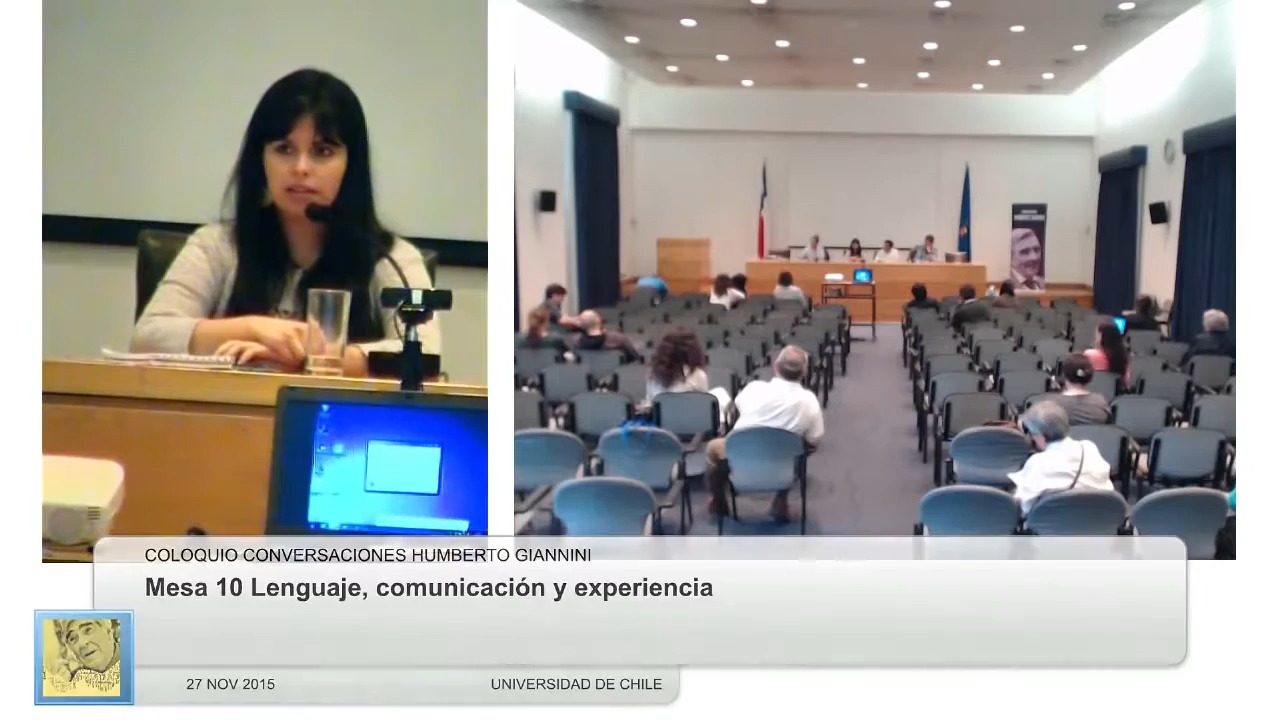 COLOQUIO CONVERSACIONES HUMBERTO GIANNINI
Mesa 10 Lenguaje, comunicación y experiencia
27 NOV 2015
UNIVERSIDAD DE CHILE